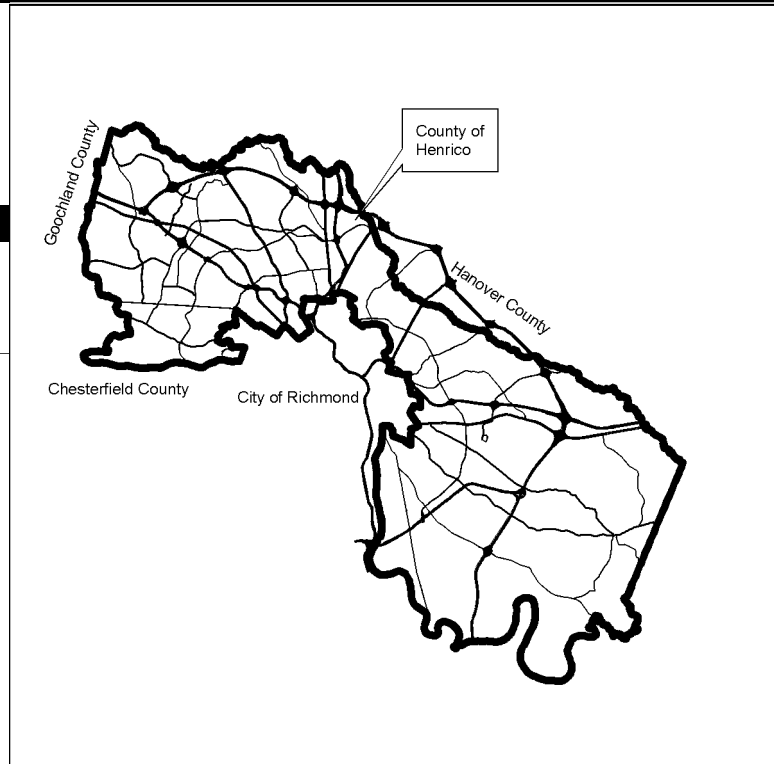 County of
Henrico
Goochland County
Hanover County
Chesterfield County
City of Richmond